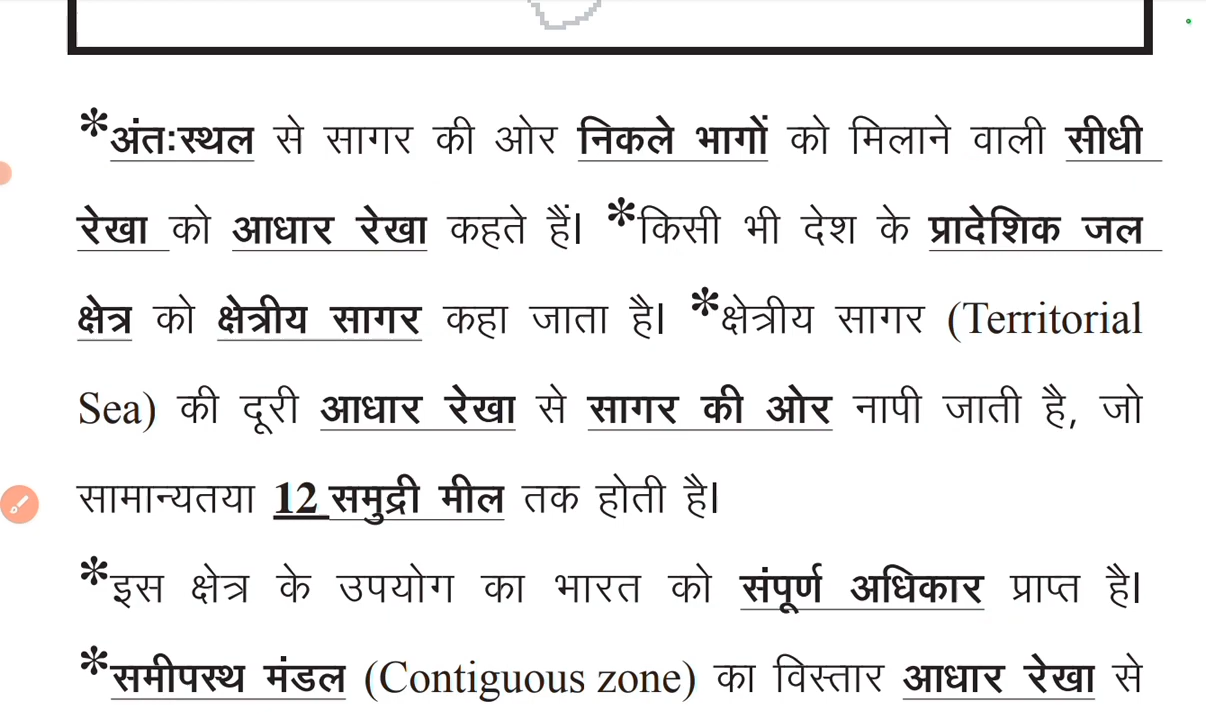 *अंतःस्थल से सागर की ओर निकले भागों को मिलाने वाली सीधी
रेखा को आधार रेखा कहते हैं। *किसी भी देश के प्रादेशिक जल
क्षेत्र को क्षेत्रीय सागर कहा जाता है। *क्षेत्रीय सागर (Territorial
Sea) की दूरी आधार रेखा से सागर की ओर नापी जाती है, जो
सामान्यतया 12 समुद्री मील तक होती है।
*इस क्षेत्र के उपयोग का भारत को संपूर्ण अधिकार प्राप्त है।
*समीपस्थ मंडल (Contiguous zone) का विस्तार आधार रेखा से